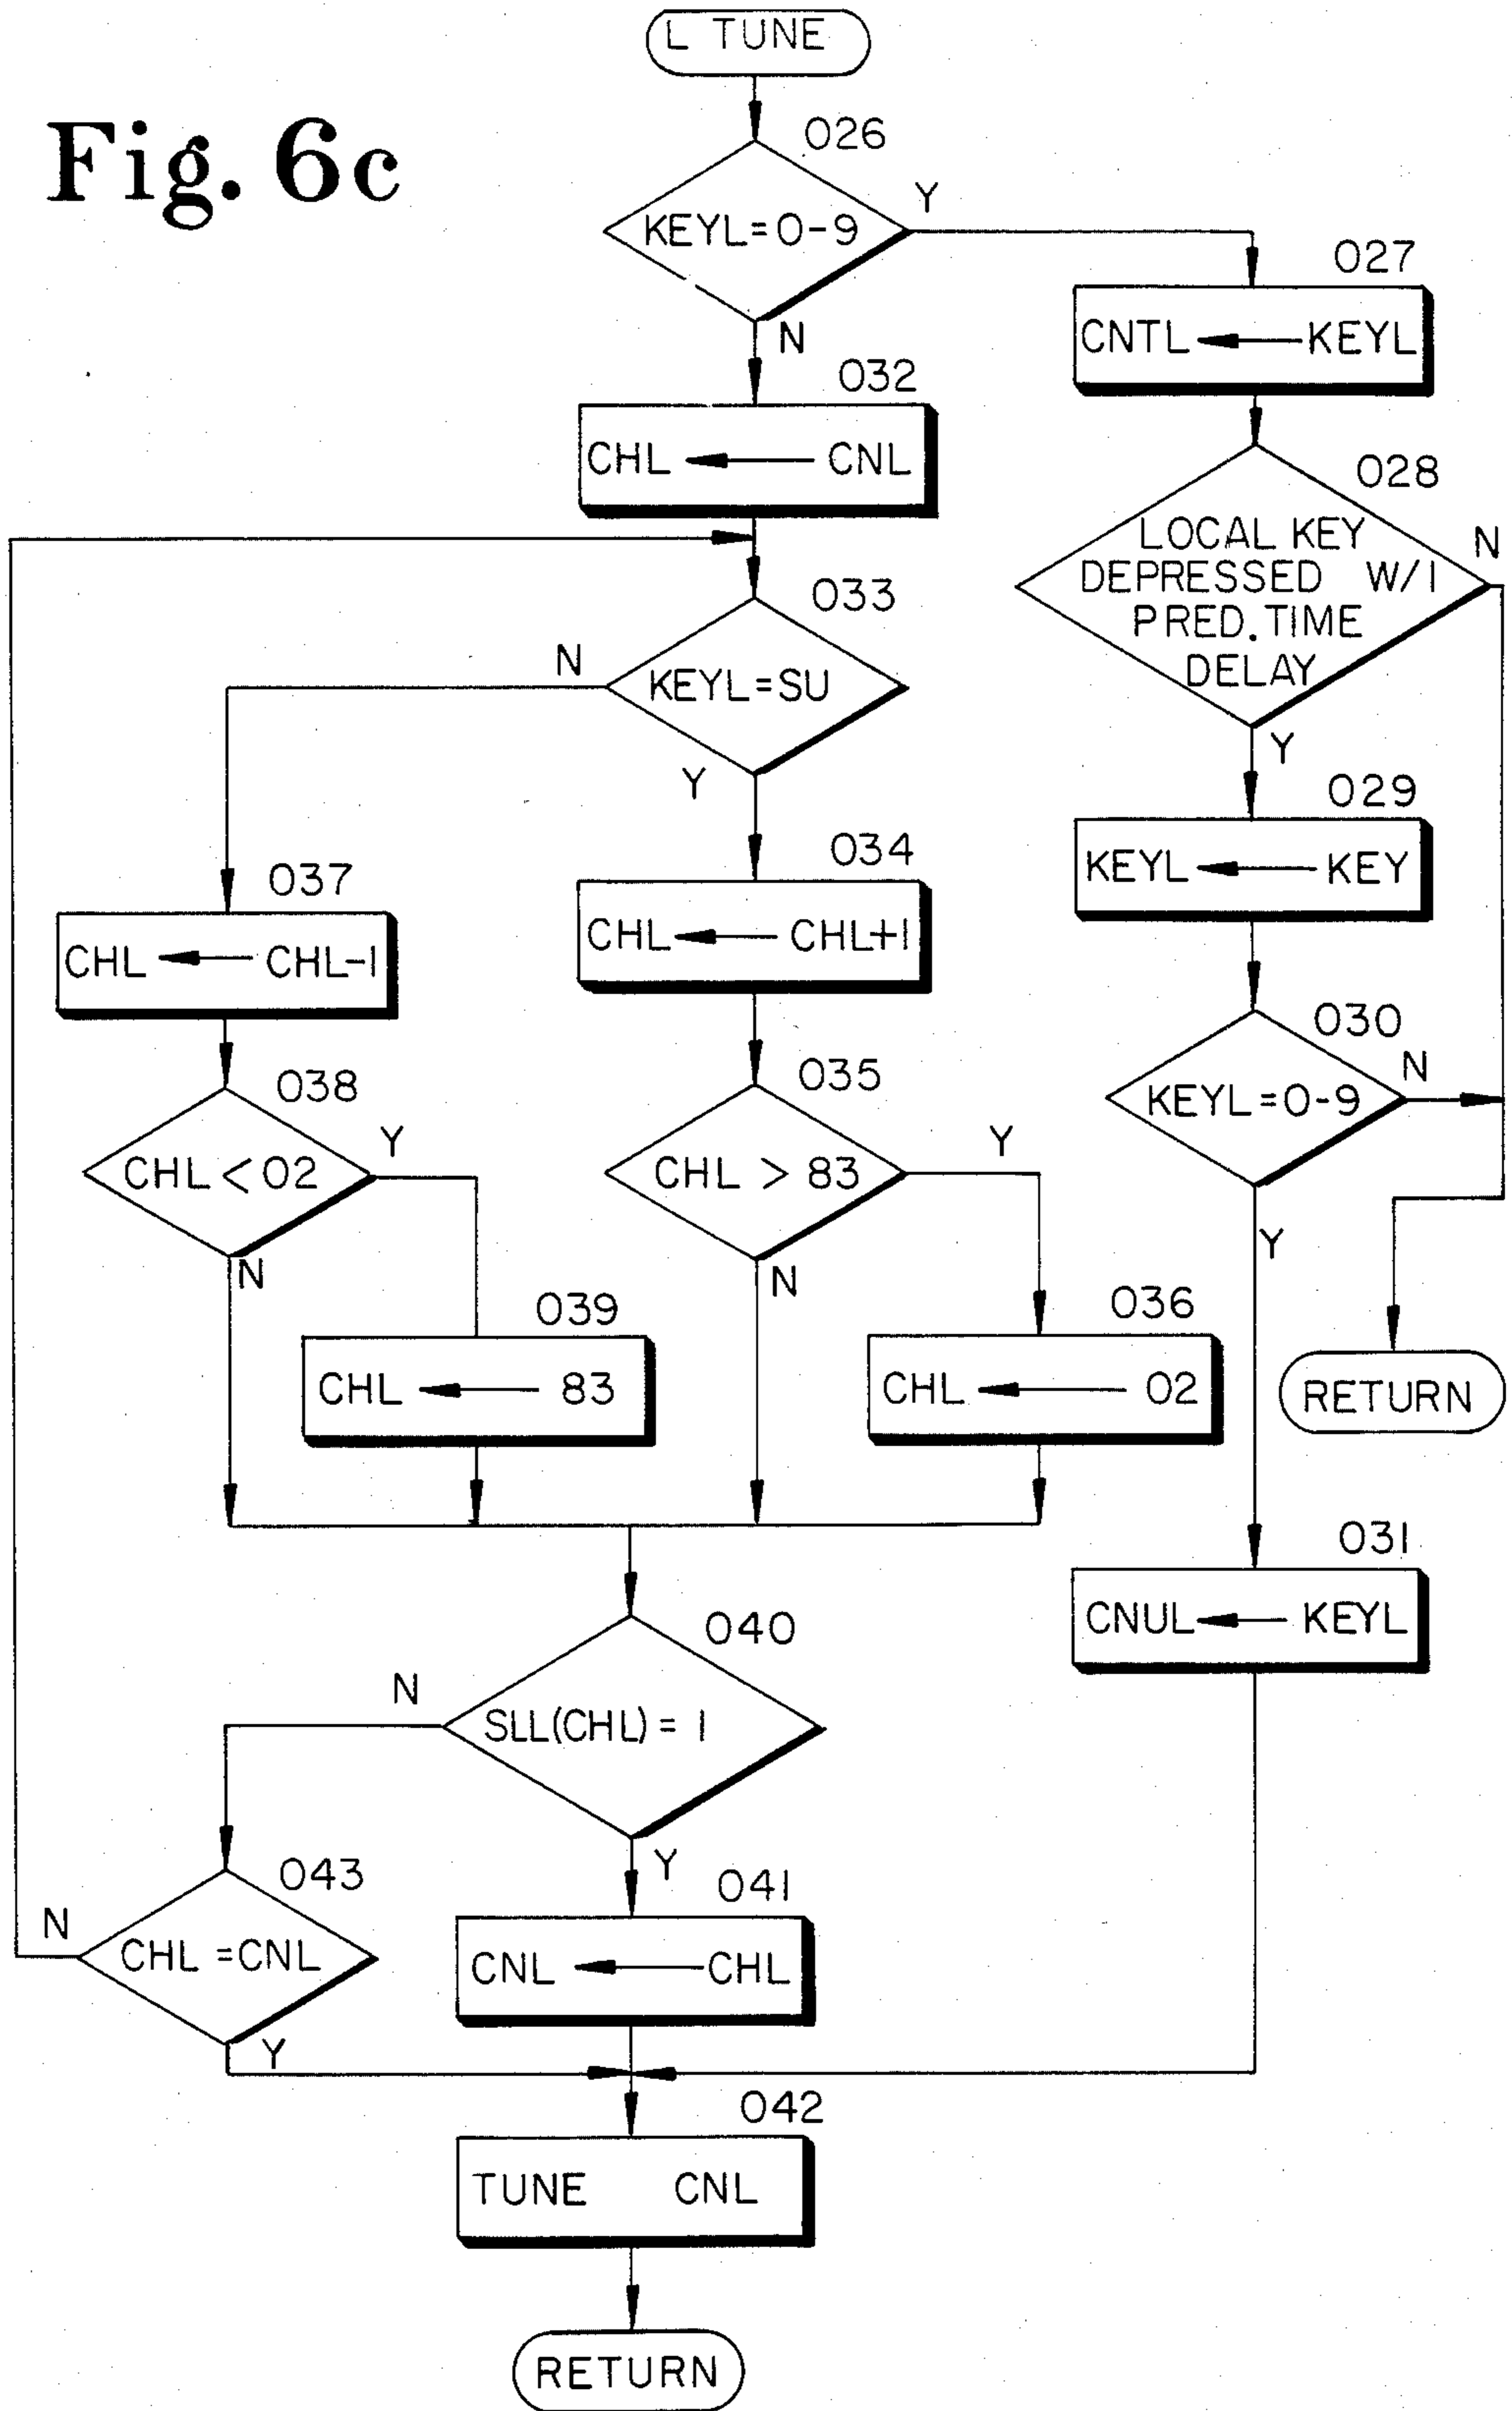 L TUNE
Fig. 6c
026
KEYL=0-9
Y
N
027
CNTL ← KEYL
032
CHL ← CNL
028
LOCAL KEY
DEPRESSED W/I
PRED. TIME
DELAY
N
Y
033
KEYL=SU
N
Y
029
KEYL ← KEY
034
CHL ← CHL+1
037
CHL ← CHL-1
030
KEYL=0-9
N
Y
038
CHL < 02
Y
N
035
CHL > 83
Y
N
039
CHL ← 83
036
CHL ← 02
RETURN
031
CNUL ← KEYL
040
SLL(CHL) = 1
N
Y
043
CHL =CNL
N
Y
041
CNL ← CHL
042
TUNE CNL
RETURN